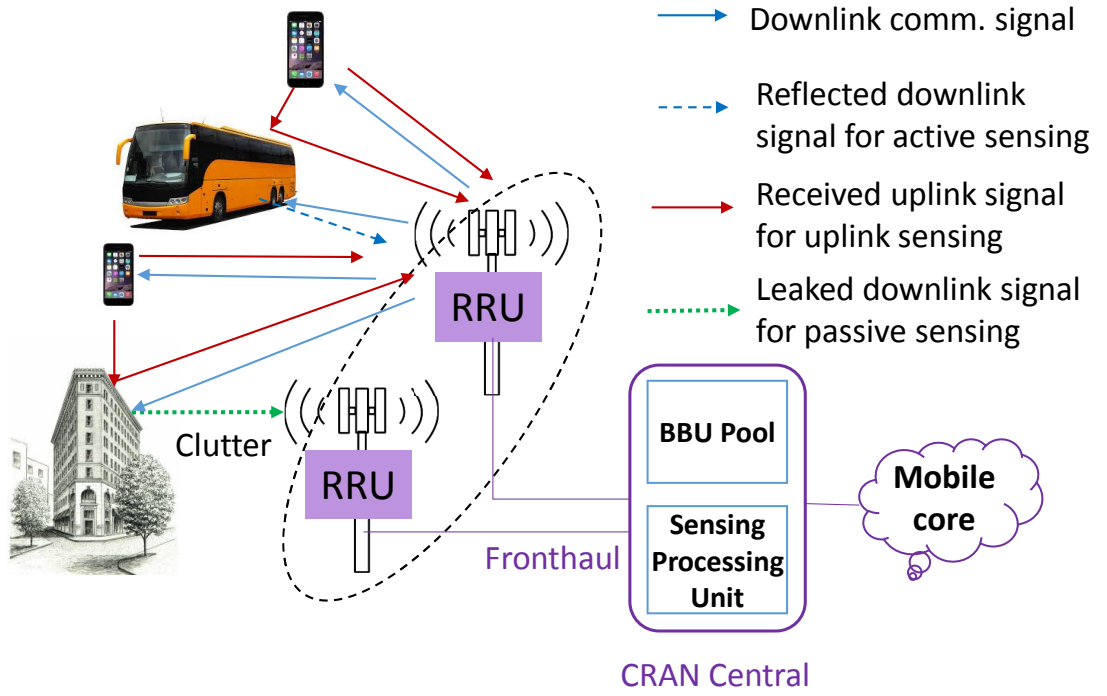 Downlink comm. signal
Reflected downlink
signal for active sensing
Received uplink signal
for uplink sensing
Leaked downlink signal
for passive sensing
RRU
Clutter
RRU
Fronthaul
BBU Pool
Sensing
Processing
Unit
Mobile
core
CRAN Central